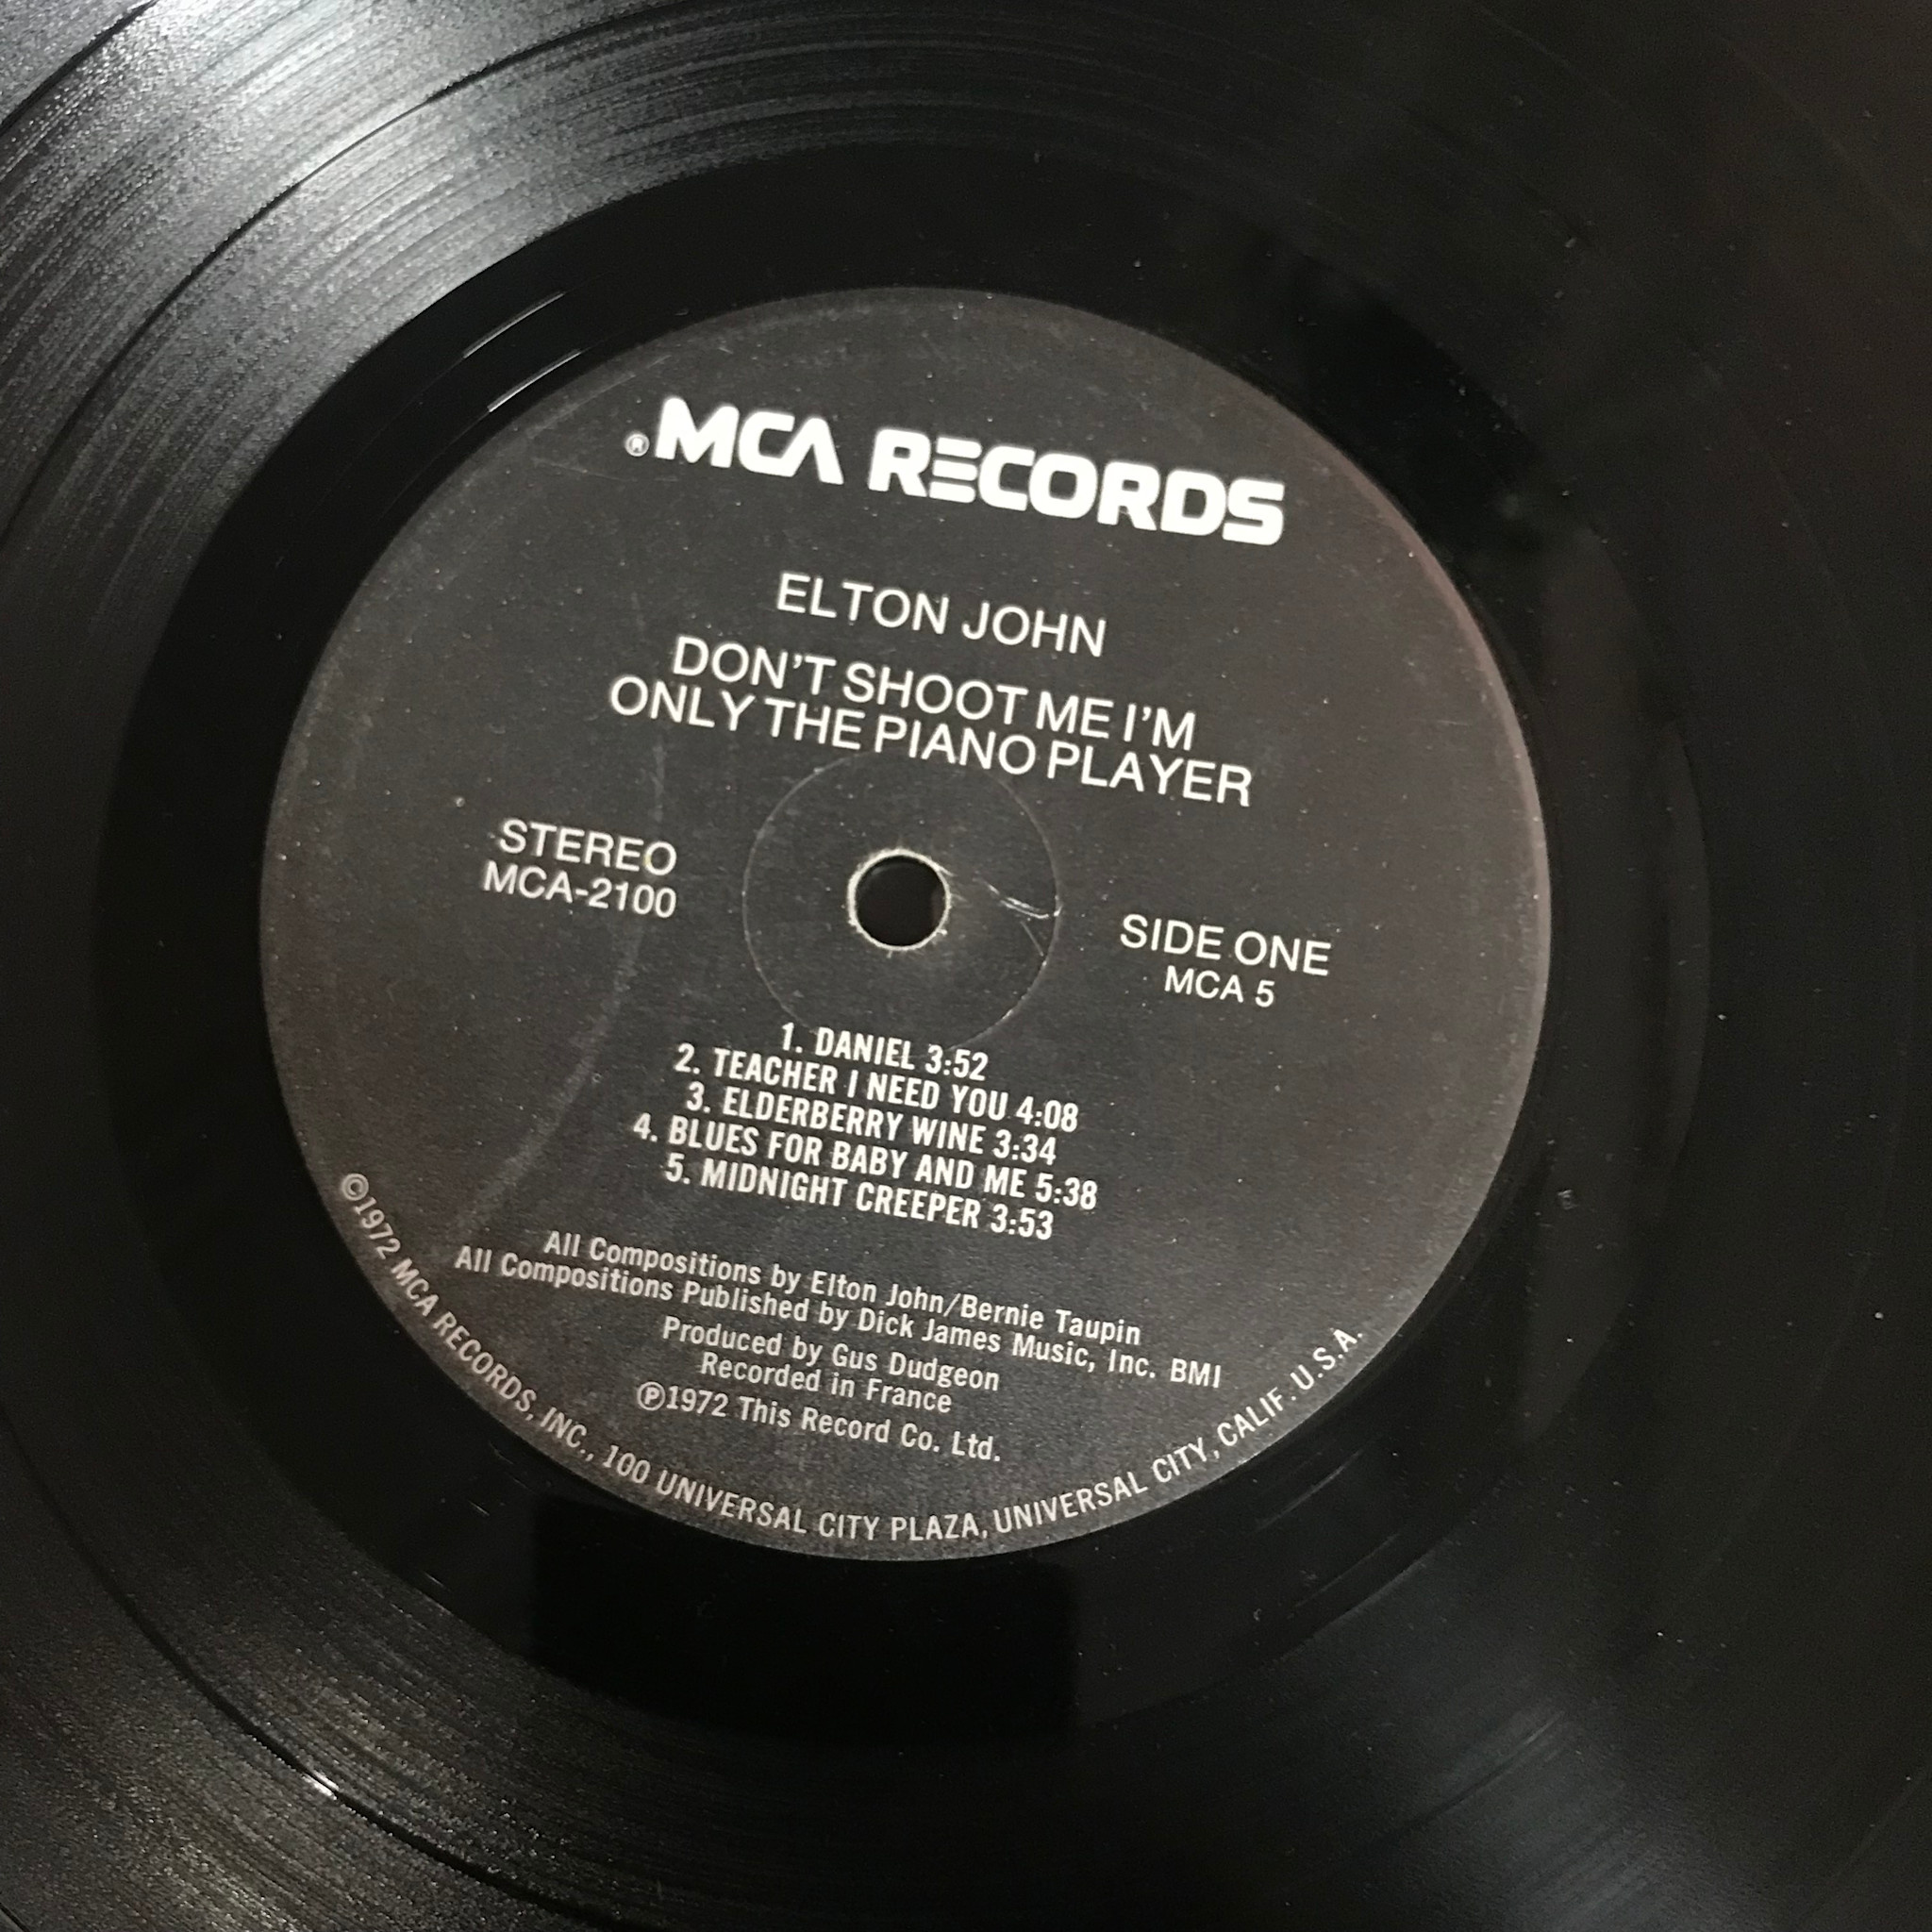 ® MCA RECORDS
ELTON JOHN
DON'T SHOOT ME I'M
ONLY THE PIANO PLAYER
STEREO
MCA-2100
SIDE ONE
MCA 5
1. DANIEL 3:52
2. TEACHER I NEED YOU 4:08
3. ELDERBERRY WINE 3:34
4. BLUES FOR BABY AND ME 5:38
5. MIDNIGHT CREEPER 3:53
All Compositions by Elton John/Bernie Taupin
All Compositions Published by Dick James Music, Inc. BMI
Produced by Gus Dudgeon
Recorded in France
℗1972 This Record Co. Ltd.
©1972 MCA RECORDS, INC., 100 UNIVERSAL CITY PLAZA, UNIVERSAL CITY, CALIF. U.S.A.